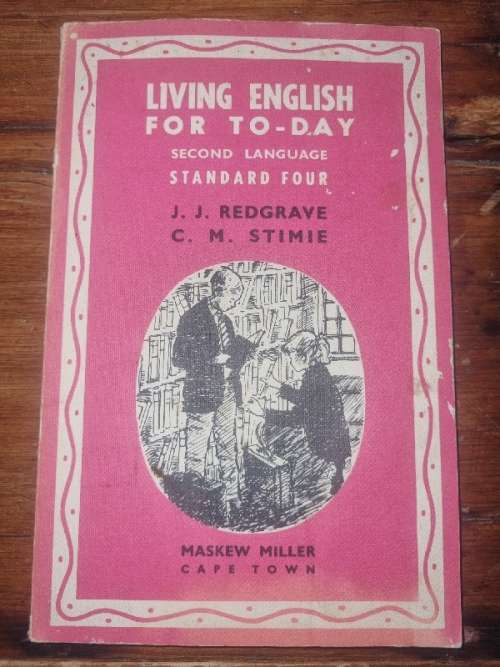 LIVING ENGLISH
FOR TO-DAY
SECOND LANGUAGE
STANDARD FOUR
J. J. REDGRAVE
C. M. STIMIE
MASKEW MILLER
CAPE TOWN